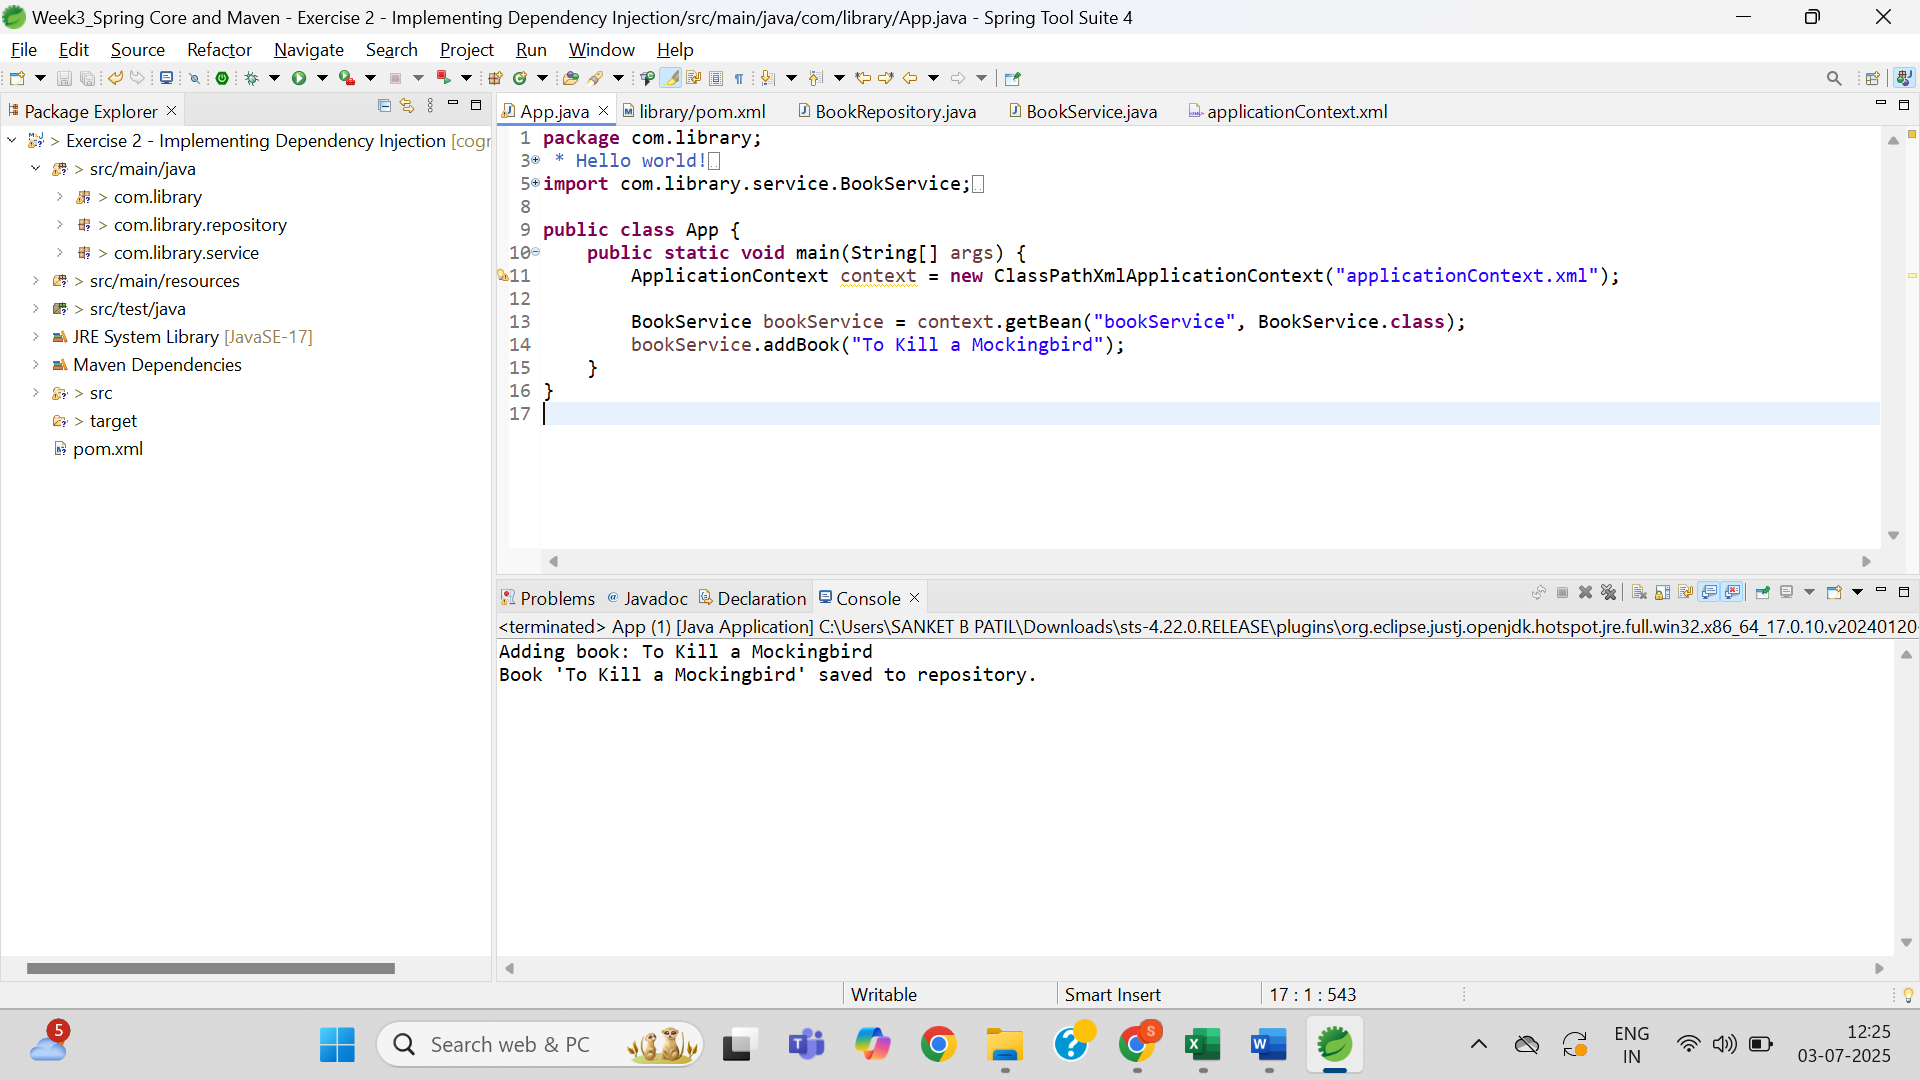 Week3_Spring Core and Maven - Exercise 2 - Implementing Dependency Injection/src/main/java/com/library/App.java - Spring Tool Suite 4
File Edit Source Refactor Navigate Search Project Run Window Help
Package Explorer
> Exercise 2 - Implementing Dependency Injection [cogr
> src/main/java
> com.library
> com.library.repository
> com.library.service
> src/main/resources
> src/test/java
JRE System Library [JavaSE-17]
Maven Dependencies
> src
> target
pom.xml
App.java library/pom.xml BookRepository.java BookService.java applicationContext.xml
1 package com.library;
3 * Hello world!
5 import com.library.service.BookService;
8
9 public class App {
10 public static void main(String[] args) {
11 ApplicationContext context = new ClassPathXmlApplicationContext("applicationContext.xml");
12
13 BookService bookService = context.getBean("bookService", BookService.class);
14 bookService.addBook("To Kill a Mockingbird");
15 }
16 }
17
Problems Javadoc Declaration Console
<terminated> App (1) [Java Application] C:\Users\SANKET B PATIL\Downloads\sts-4.22.0.RELEASE\plugins\org.eclipse.justj.openjdk.hotspot.jre.full.win32.x86_64_17.0.10.v20240120-
Adding book: To Kill a Mockingbird
Book 'To Kill a Mockingbird' saved to repository.
Writable Smart Insert 17 : 1 : 543
5
Search web & PC
S
ENG
IN
12:25
03-07-2025